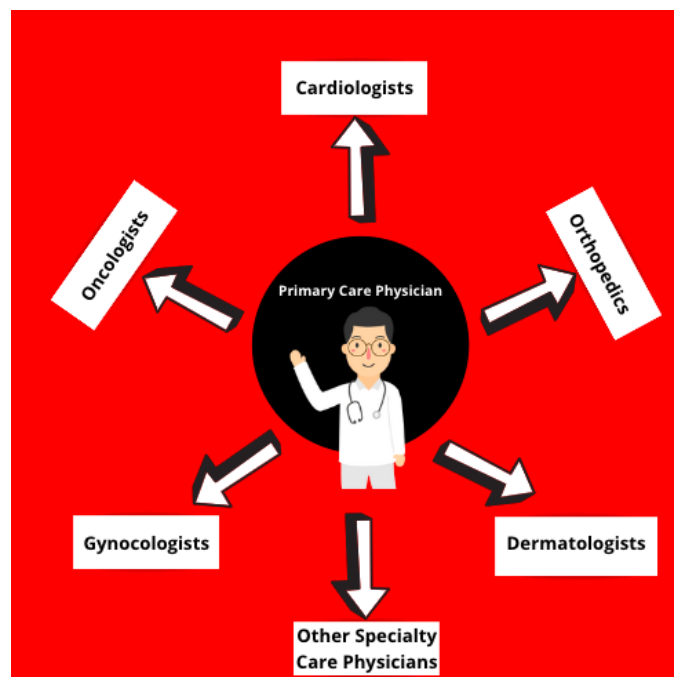 Cardiologists
Oncologists
Orthopedics
Primary Care Physician
Gynocologists
Dermatologists
Other Specialty
Care Physicians